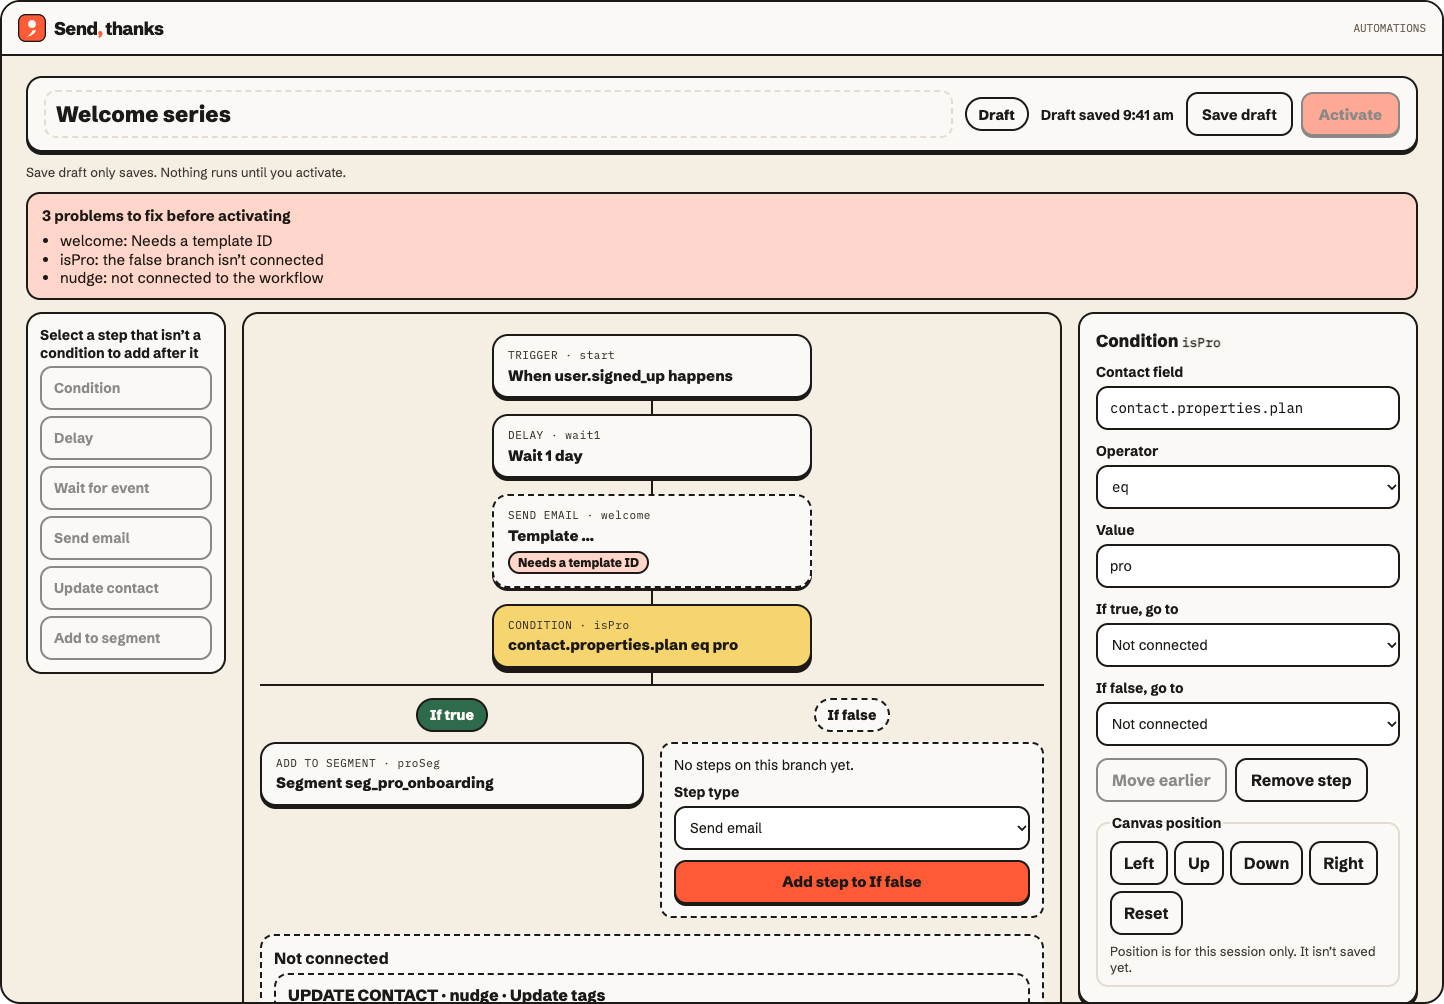 Send, thanks
AUTOMATIONS
Welcome series
Draft
Draft saved 9:41 am
Save draft
Activate
Save draft only saves. Nothing runs until you activate.
3 problems to fix before activating
• welcome: Needs a template ID
• isPro: the false branch isn’t connected
• nudge: not connected to the workflow
Select a step that isn’t a
condition to add after it
Condition
Delay
Wait for event
Send email
Update contact
Add to segment
TRIGGER · start
When user.signed_up happens
DELAY · wait1
Wait 1 day
SEND EMAIL · welcome
Template ...
Needs a template ID
CONDITION · isPro
contact.properties.plan eq pro
If true
If false
ADD TO SEGMENT · proSeg
Segment seg_pro_onboarding
No steps on this branch yet.
Step type
Send email
Add step to If false
Not connected
UPDATE CONTACT · nudge · Update tags
Condition isPro
Contact field
contact.properties.plan
Operator
eq
Value
pro
If true, go to
Not connected
If false, go to
Not connected
Move earlier
Remove step
Canvas position
Left
Up
Down
Right
Reset
Position is for this session only. It isn’t saved
yet.